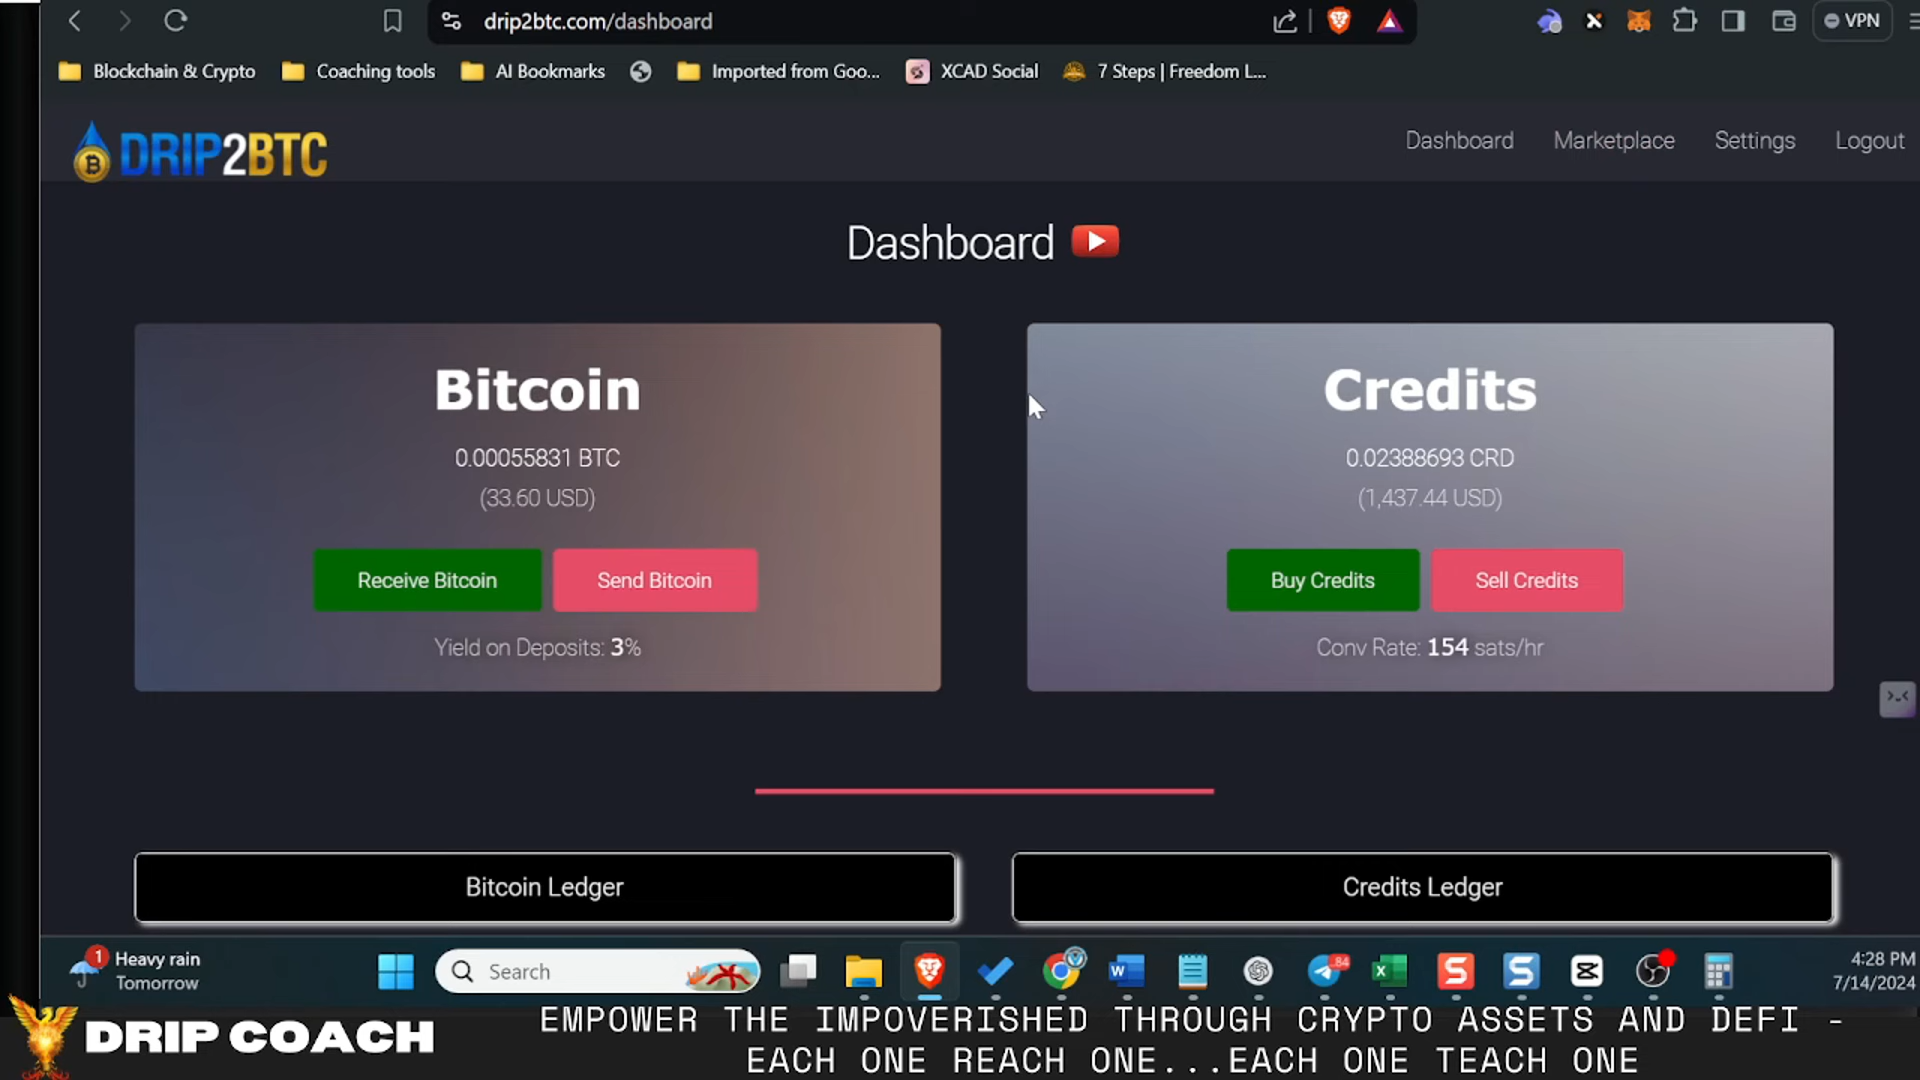 drip2btc.com/dashboard
VPN
Blockchain & Crypto
Coaching tools
AI Bookmarks
Imported from Goo...
XCAD Social
7 Steps | Freedom L...
DRIP2BTC
Dashboard
Marketplace
Settings
Logout
Dashboard
Bitcoin
0.00055831 BTC
(33.60 USD)
Receive Bitcoin
Send Bitcoin
Yield on Deposits: 3%
Credits
0.02388693 CRD
(1,437.44 USD)
Buy Credits
Sell Credits
Conv Rate: 154 sats/hr
Bitcoin Ledger
Credits Ledger
1
Heavy rain
Tomorrow
Search
84
4:28 PM
7/14/2024
DRIP COACH
EMPOWER THE IMPOVERISHED THROUGH CRYPTO ASSETS AND DEFI -
EACH ONE REACH ONE...EACH ONE TEACH ONE